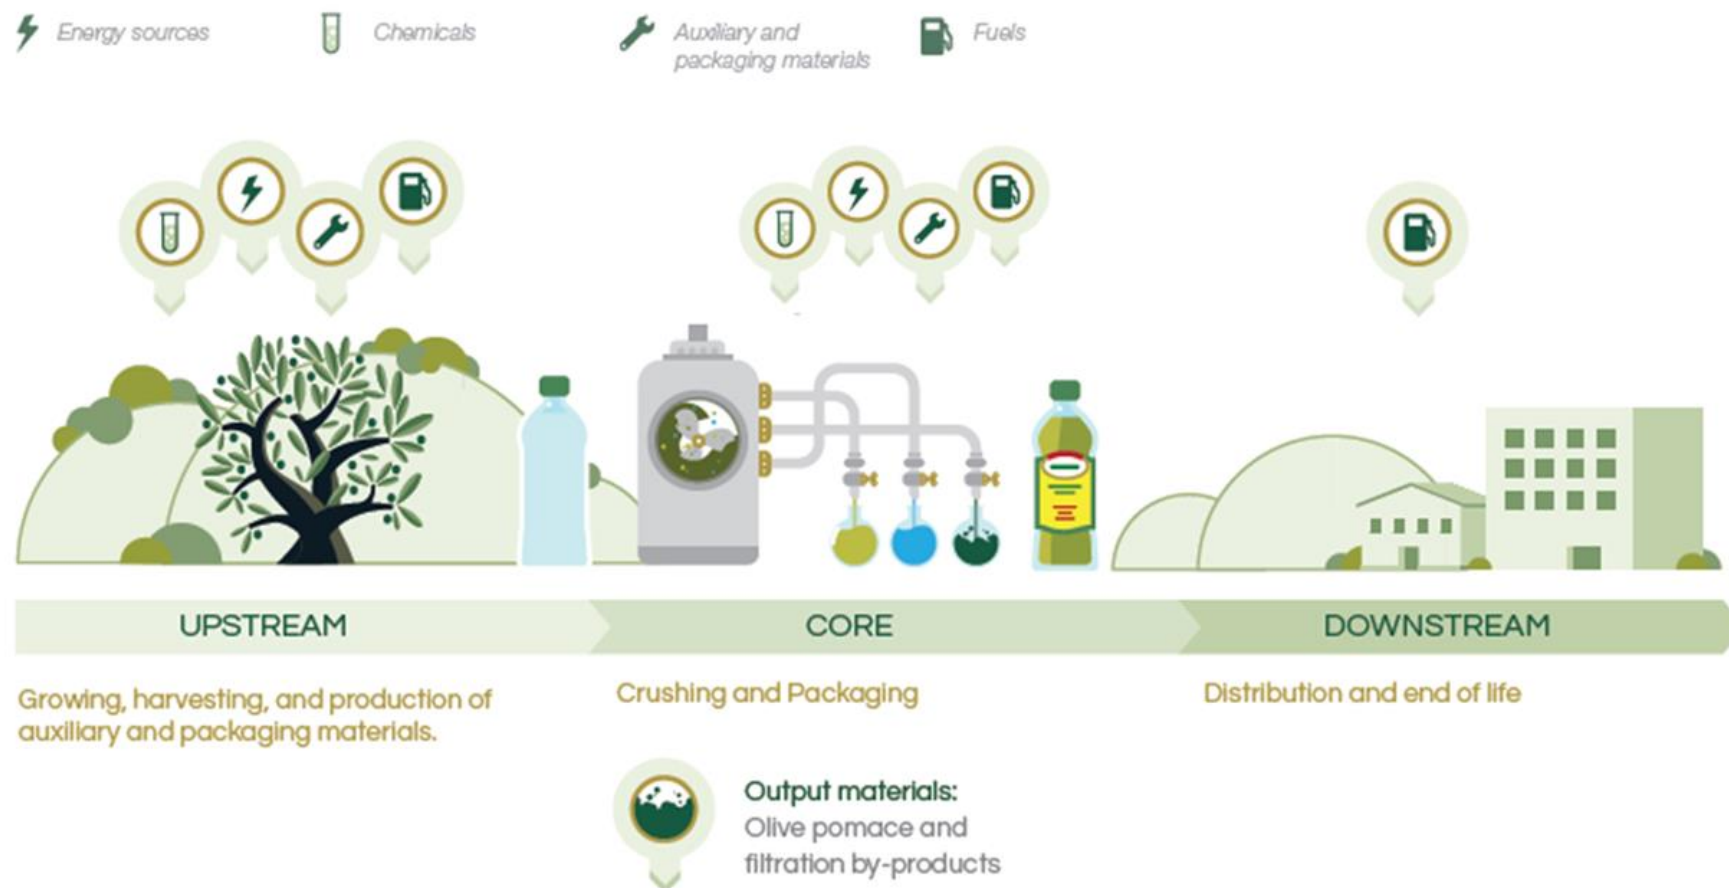 Energy sources
Chemicals
Auxiliary and
packaging materials
Fuels
UPSTREAM
CORE
DOWNSTREAM
Growing, harvesting, and production of
auxiliary and packaging materials.
Crushing and Packaging
Distribution and end of life
Output materials:
Olive pomace and
filtration by-products